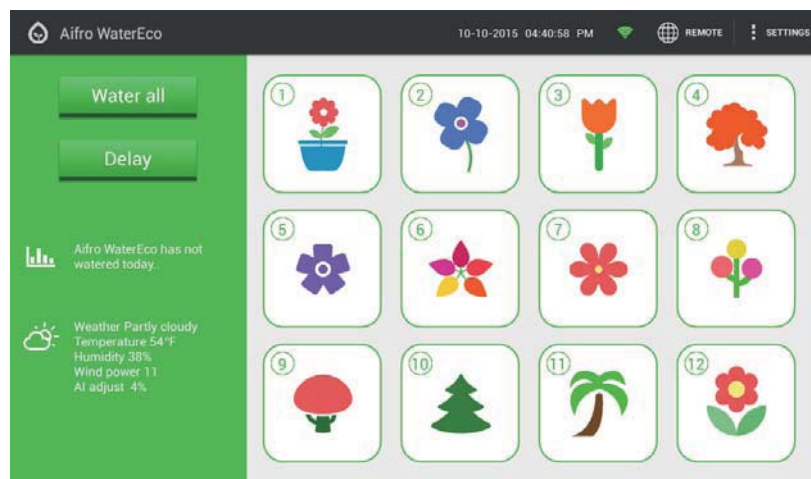 Aifro WaterEco
10-10-2015 04:40:58 PM
REMOTE
SETTINGS
Water all
Delay
Aifro WaterEco has not
watered today..
Weather Partly cloudy
Temperature 54°F
Humidity 38%
Wind power 11
AI adjust 4%
1
2
3
4
5
6
7
8
9
10
11
12